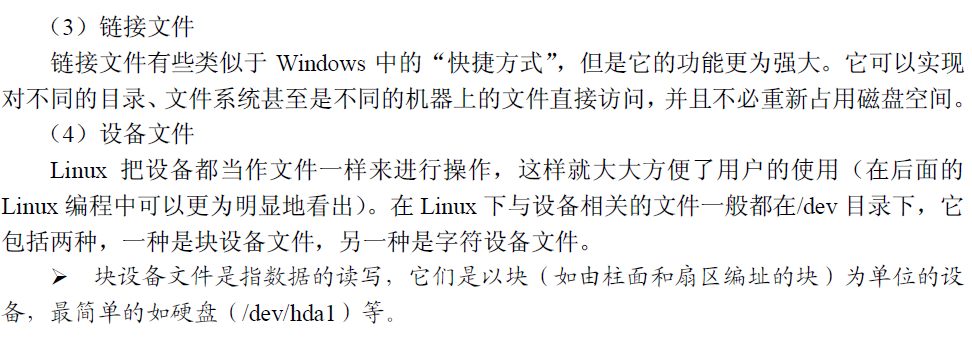 （3）链接文件
链接文件有些类似于 Windows 中的“快捷方式”，但是它的功能更为强大。它可以实现
对不同的目录、文件系统甚至是不同的机器上的文件直接访问，并且不必重新占用磁盘空间。
（4）设备文件
Linux 把设备都当作文件一样来进行操作，这样就大大方便了用户的使用（在后面的
Linux 编程中可以更为明显地看出）。在 Linux 下与设备相关的文件一般都在/dev 目录下，它
包括两种，一种是块设备文件，另一种是字符设备文件。
➢ 块设备文件是指数据的读写，它们是以块（如由柱面和扇区编址的块）为单位的设
备，最简单的如硬盘（/dev/hda1）等。